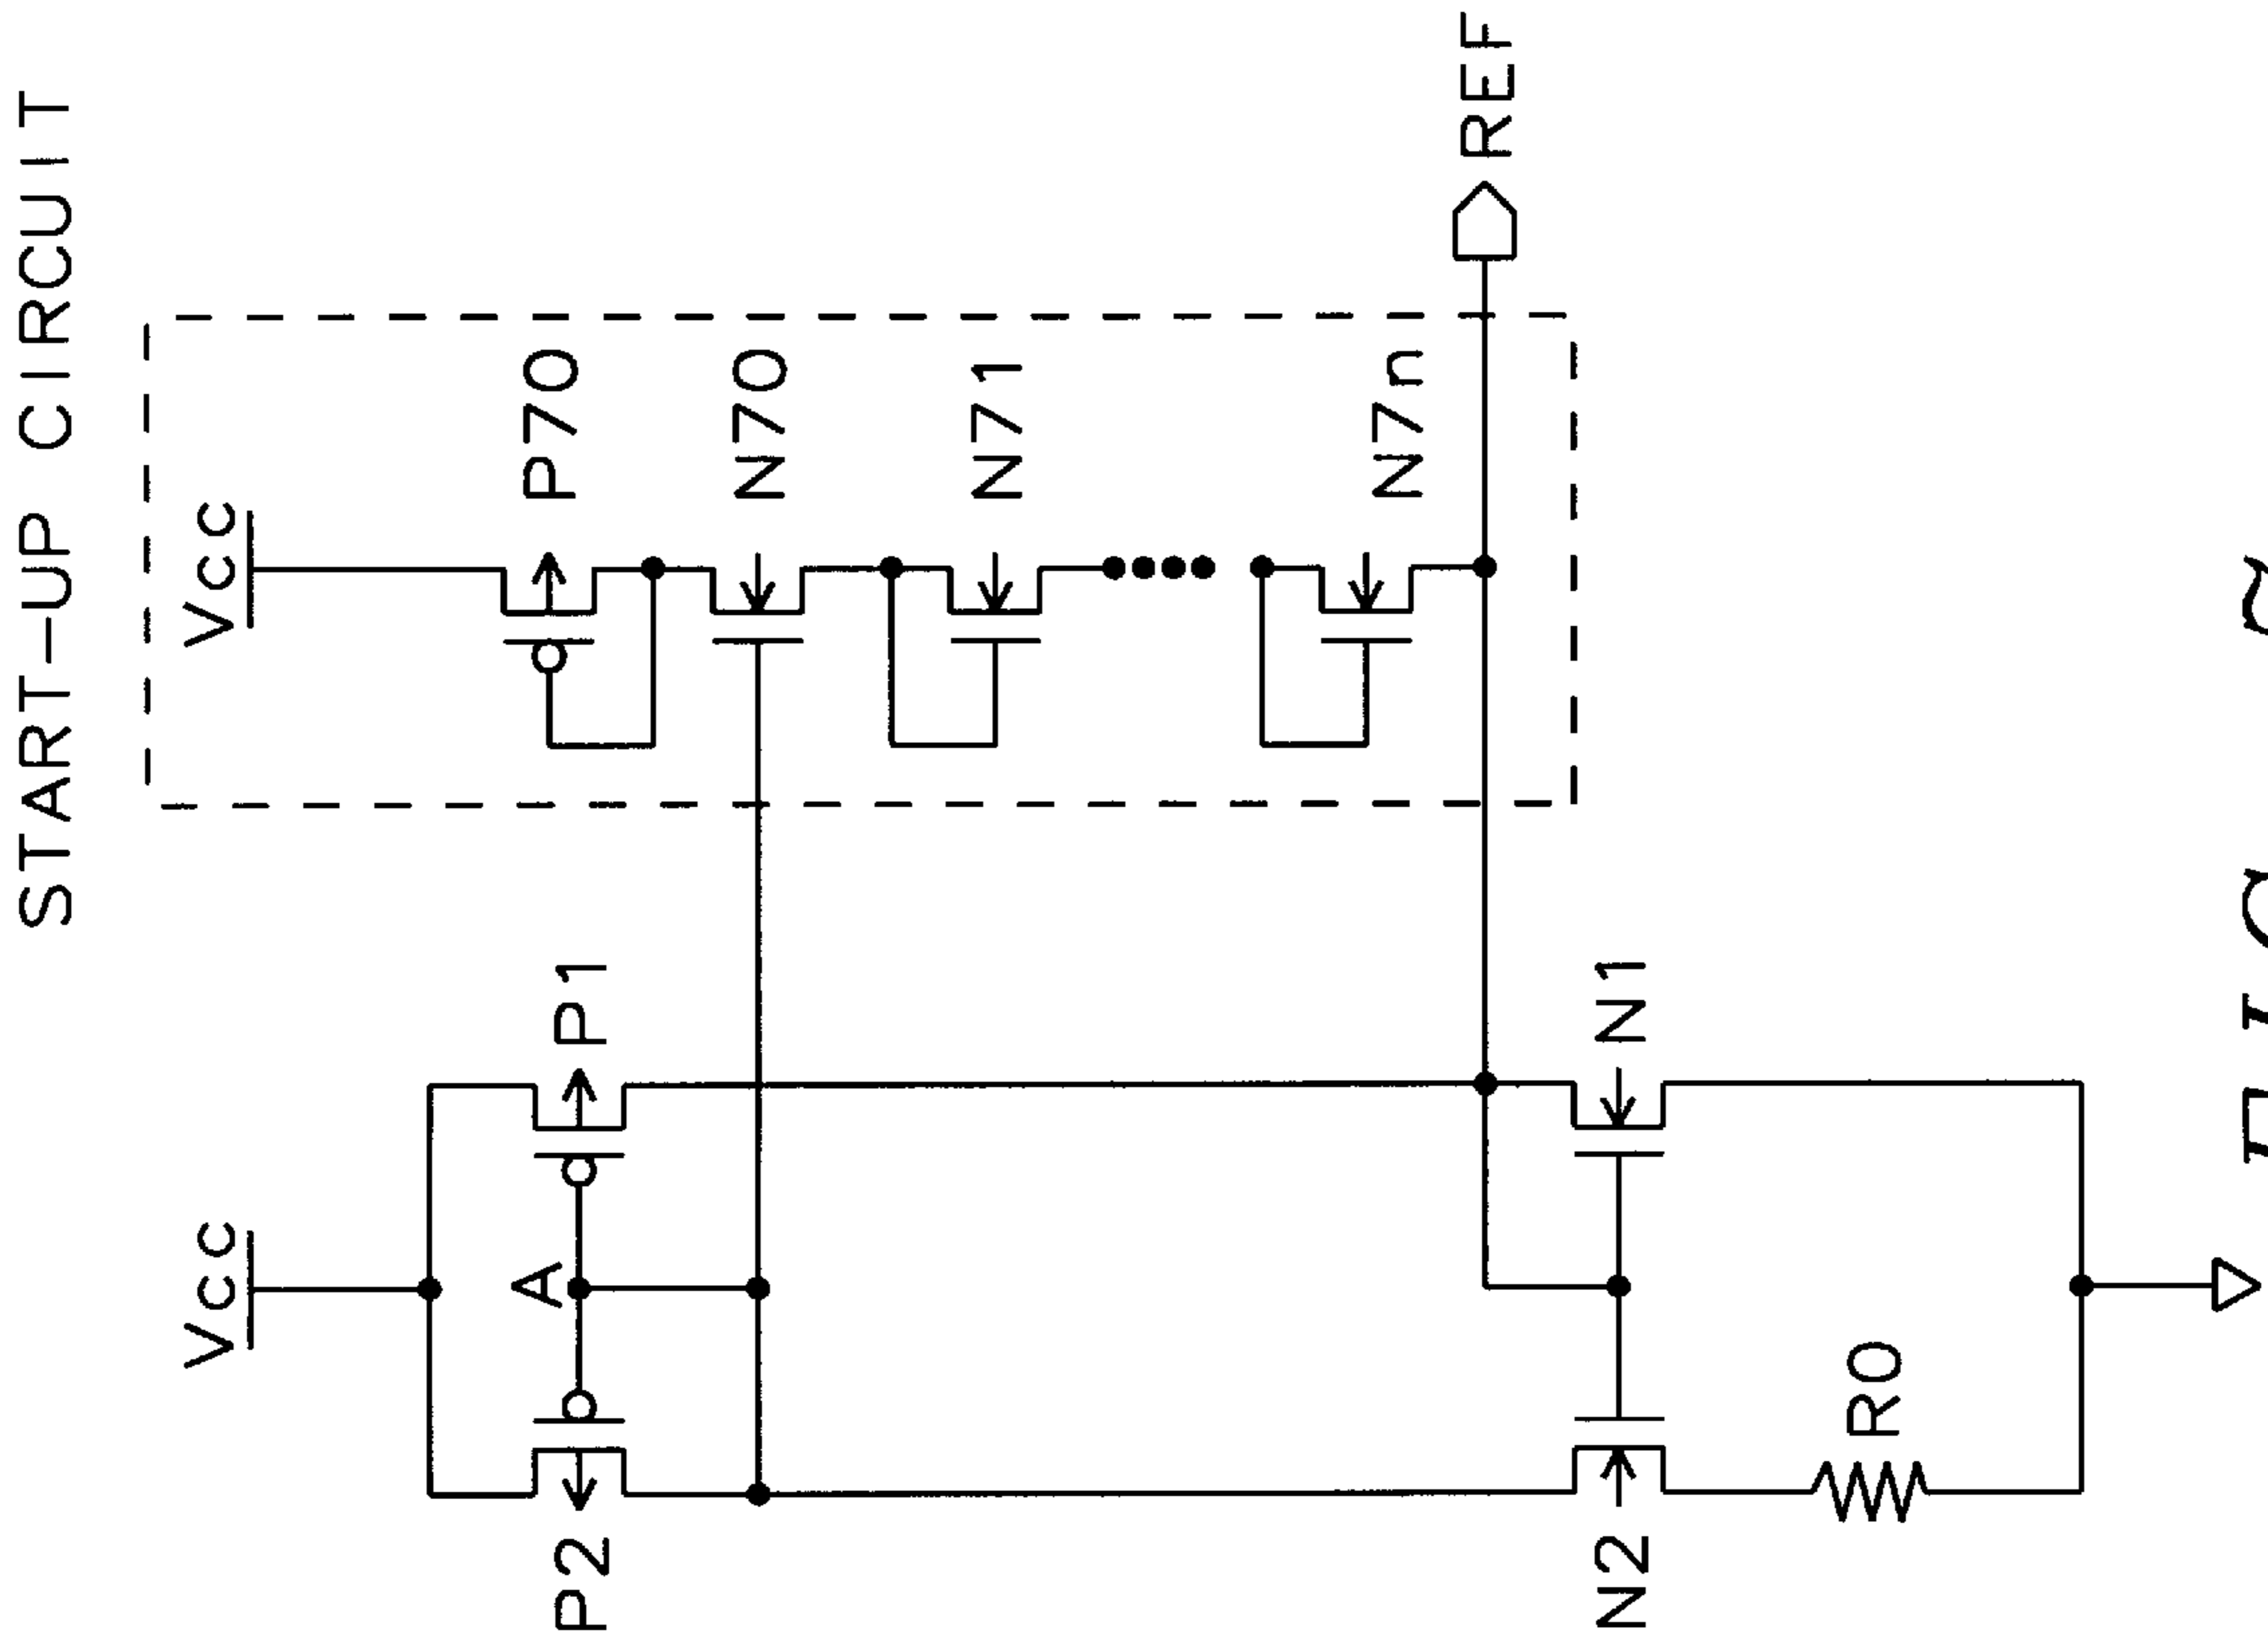 START-UP CIRCUIT
Vcc
Vcc
P70
N70
N71
N7n
REF
P2
A
P1
N2
N1
R0